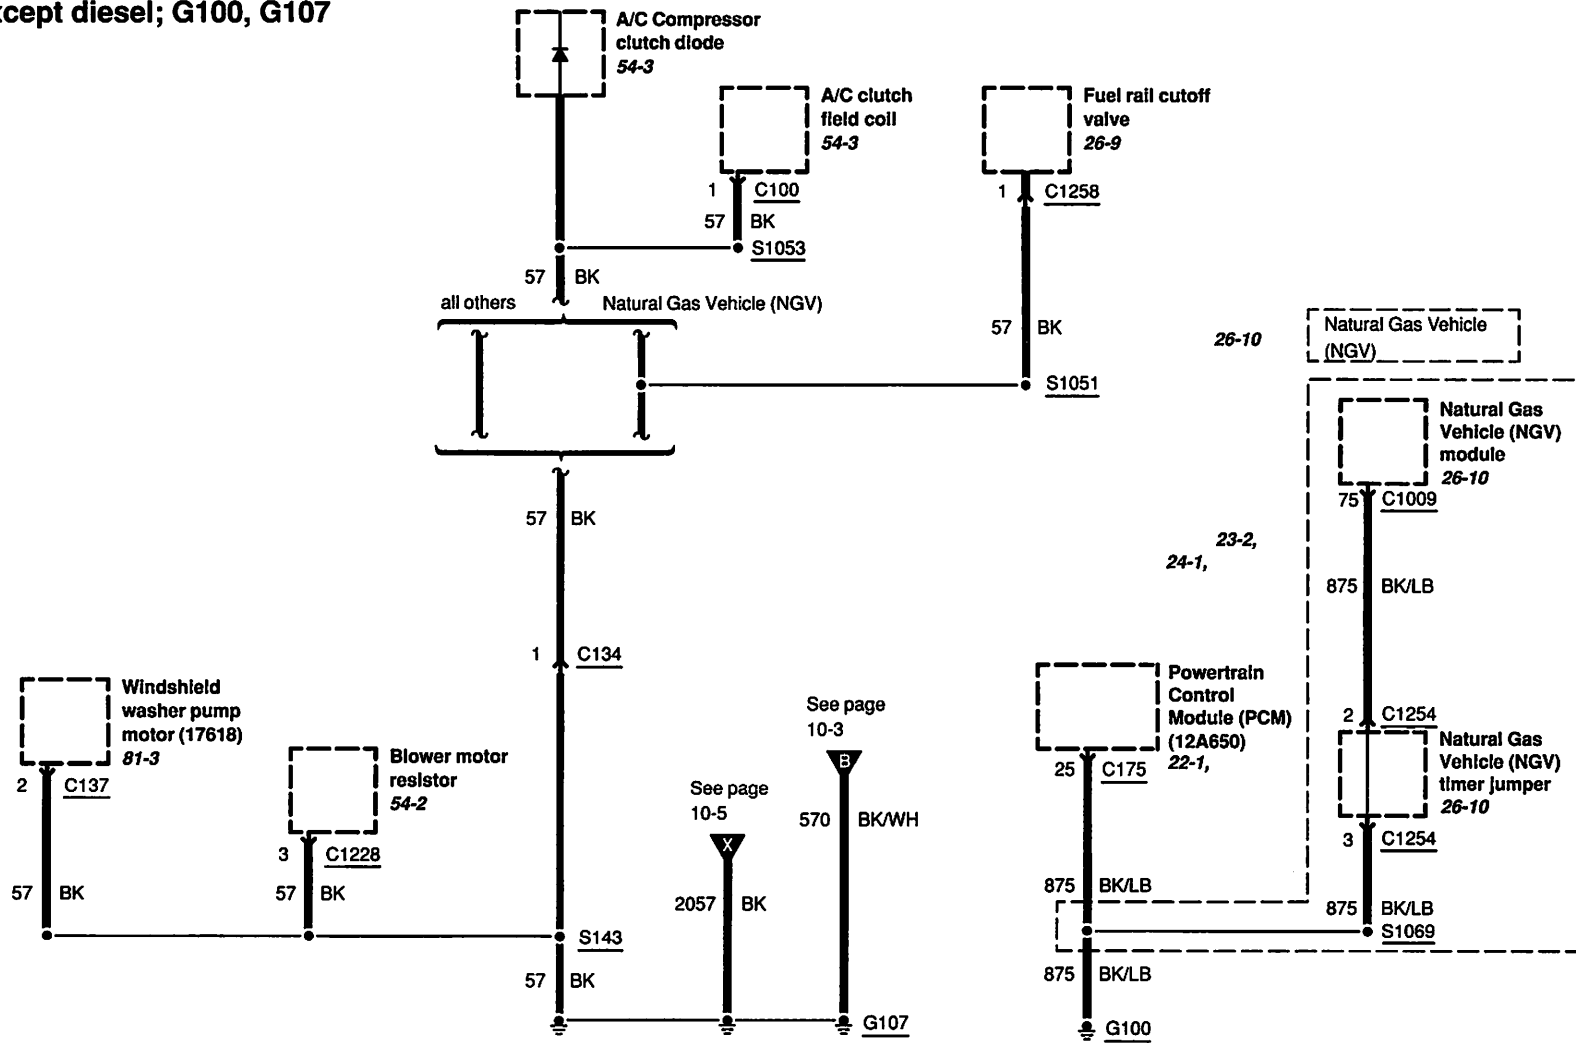 xcept diesel; G100, G107
A/C Compressor
clutch diode
54-3
A/C clutch
field coil
54-3
1 C100
57 BK
S1053
57 BK
Fuel rail cutoff
valve
26-9
1 C1258
57 BK
S1051
all others
Natural Gas Vehicle (NGV)
57 BK
1 C134
26-10
Natural Gas Vehicle
(NGV)
Natural Gas
Vehicle (NGV)
module
26-10
75 C1009
23-2,
24-1,
875 BK/LB
2 C1254
Natural Gas
Vehicle (NGV)
timer jumper
26-10
3 C1254
875 BK/LB
S1069
Powertrain
Control
Module (PCM)
(12A650)
22-1,
25 C175
875 BK/LB
875 BK/LB
G100
Windshield
washer pump
motor (17618)
81-3
2 C137
57 BK
Blower motor
resistor
54-2
3 C1228
57 BK
S143
57 BK
See page
10-5
X
2057 BK
See page
10-3
B
570 BK/WH
G107